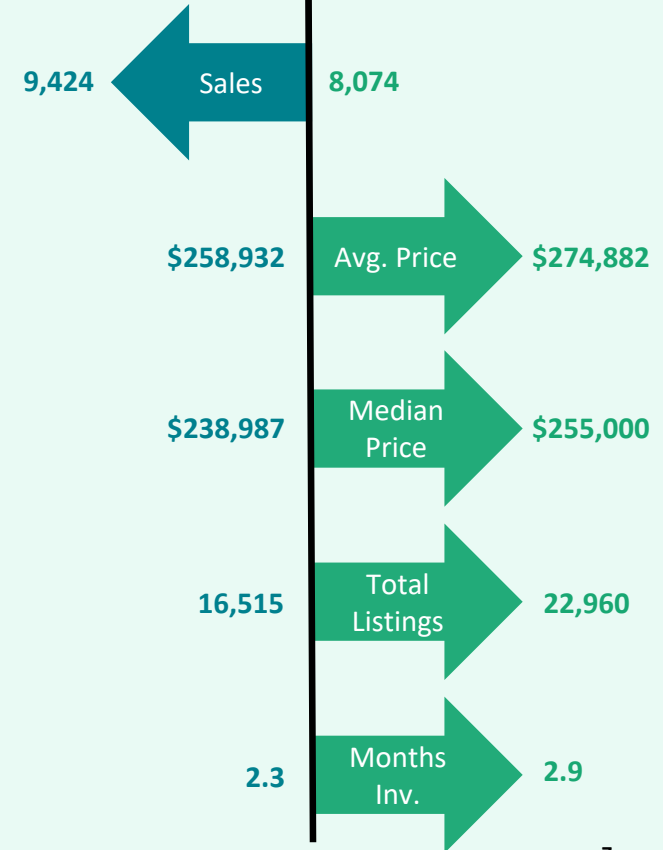 9,424 Sales 8,074
$258,932 Avg. Price $274,882
$238,987 Median Price $255,000
16,515 Total Listings 22,960
2.3 Months Inv. 2.9